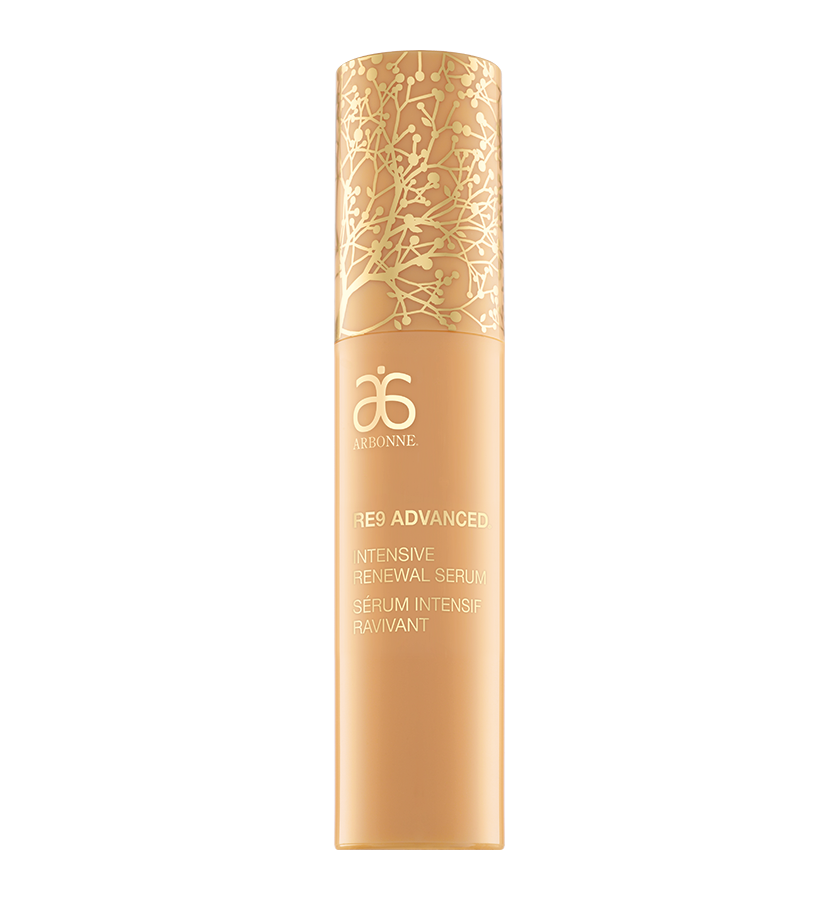 ARBONNE
RE9 ADVANCED
INTENSIVE
RENEWAL SERUM
SÉRUM INTENSIF
RAVIVANT